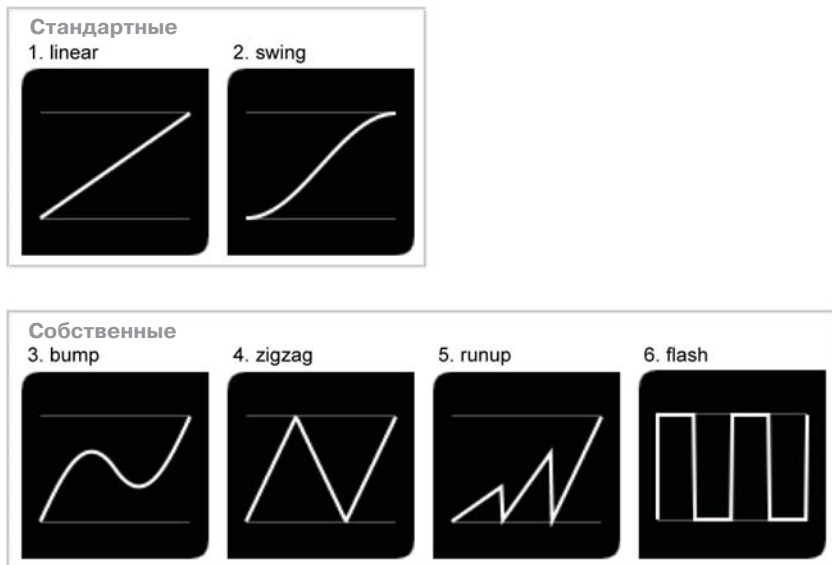 Стандартные
1. linear
2. swing
Собственные
3. bump
4. zigzag
5. runup
6. flash